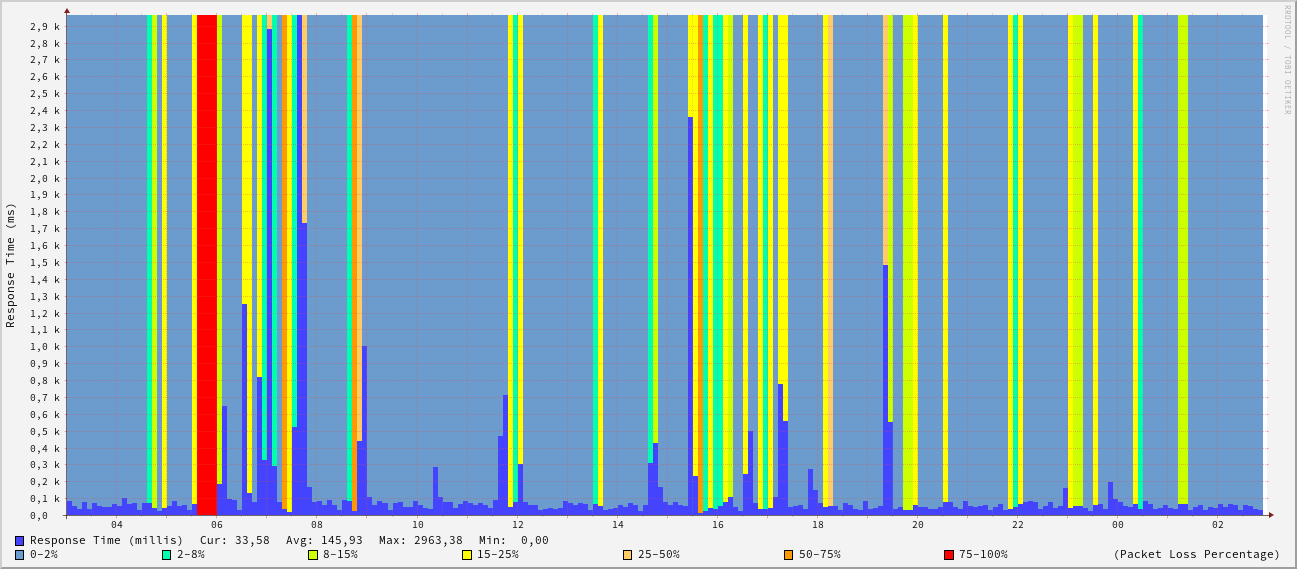 RRDTOOL / TOBI OETIKER
Response Time (ms)
2,9 k
2,8 k
2,7 k
2,6 k
2,5 k
2,4 k
2,3 k
2,2 k
2,1 k
2,0 k
1,9 k
1,8 k
1,7 k
1,6 k
1,5 k
1,4 k
1,3 k
1,2 k
1,1 k
1,0 k
0,9 k
0,8 k
0,7 k
0,6 k
0,5 k
0,4 k
0,3 k
0,2 k
0,1 k
0,0
04 06 08 10 12 14 16 18 20 22 00 02
Response Time (millis) Cur: 33,58 Avg: 145,93 Max: 2963,38 Min: 0,00
0-2% 2-8% 8-15% 15-25% 25-50% 50-75% 75-100% (Packet Loss Percentage)